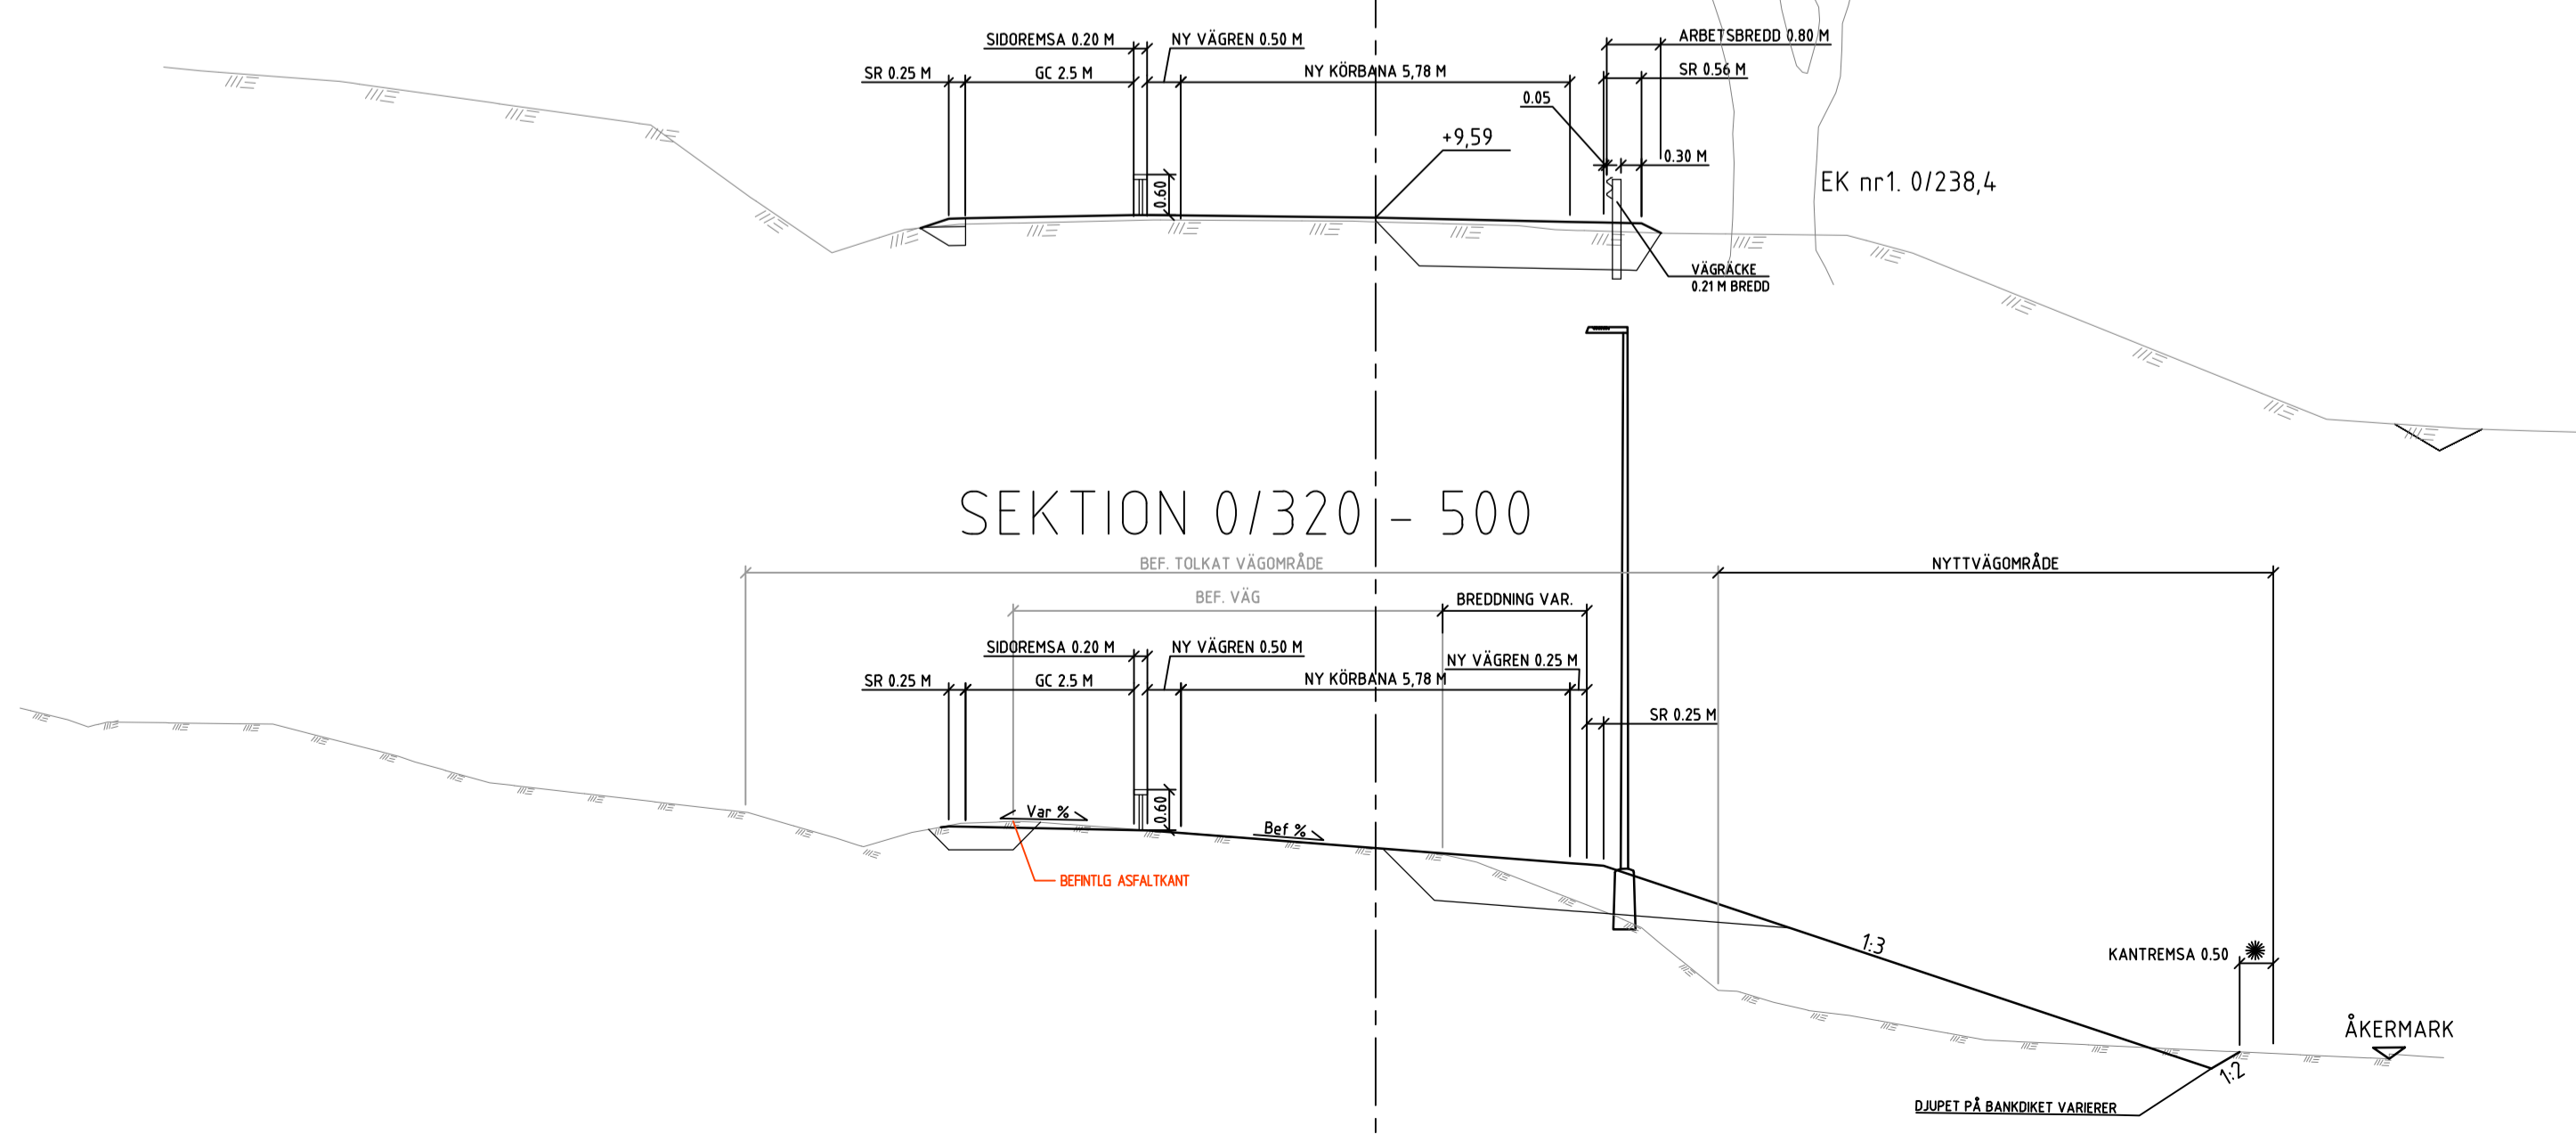 SIDOREMSA 0.20 M
NY VÄGREN 0.50 M
ARBETSBREDD 0.80 M
SR 0.25 M
GC 2.5 M
NY KÖRBANA 5,78 M
SR 0.56 M
0.05
+9,59
0.30 M
0.60
EK nr1. 0/238,4
VÄGRÄCKE
0.21 M BREDD
SEKTION 0/320 - 500
BEF. TOLKAT VÄGOMRÅDE
NYTTVÄGOMRÅDE
BEF. VÄG
BREDDNING VAR.
SIDOREMSA 0.20 M
NY VÄGREN 0.50 M
NY VÄGREN 0.25 M
SR 0.25 M
GC 2.5 M
NY KÖRBANA 5,78 M
SR 0.25 M
0.60
Var %
Bef %
BEFINTLG ASFALTKANT
1:3
KANTREMSA 0.50
ÅKERMARK
1:2
DJUPET PÅ BANKDIKET VARIERER